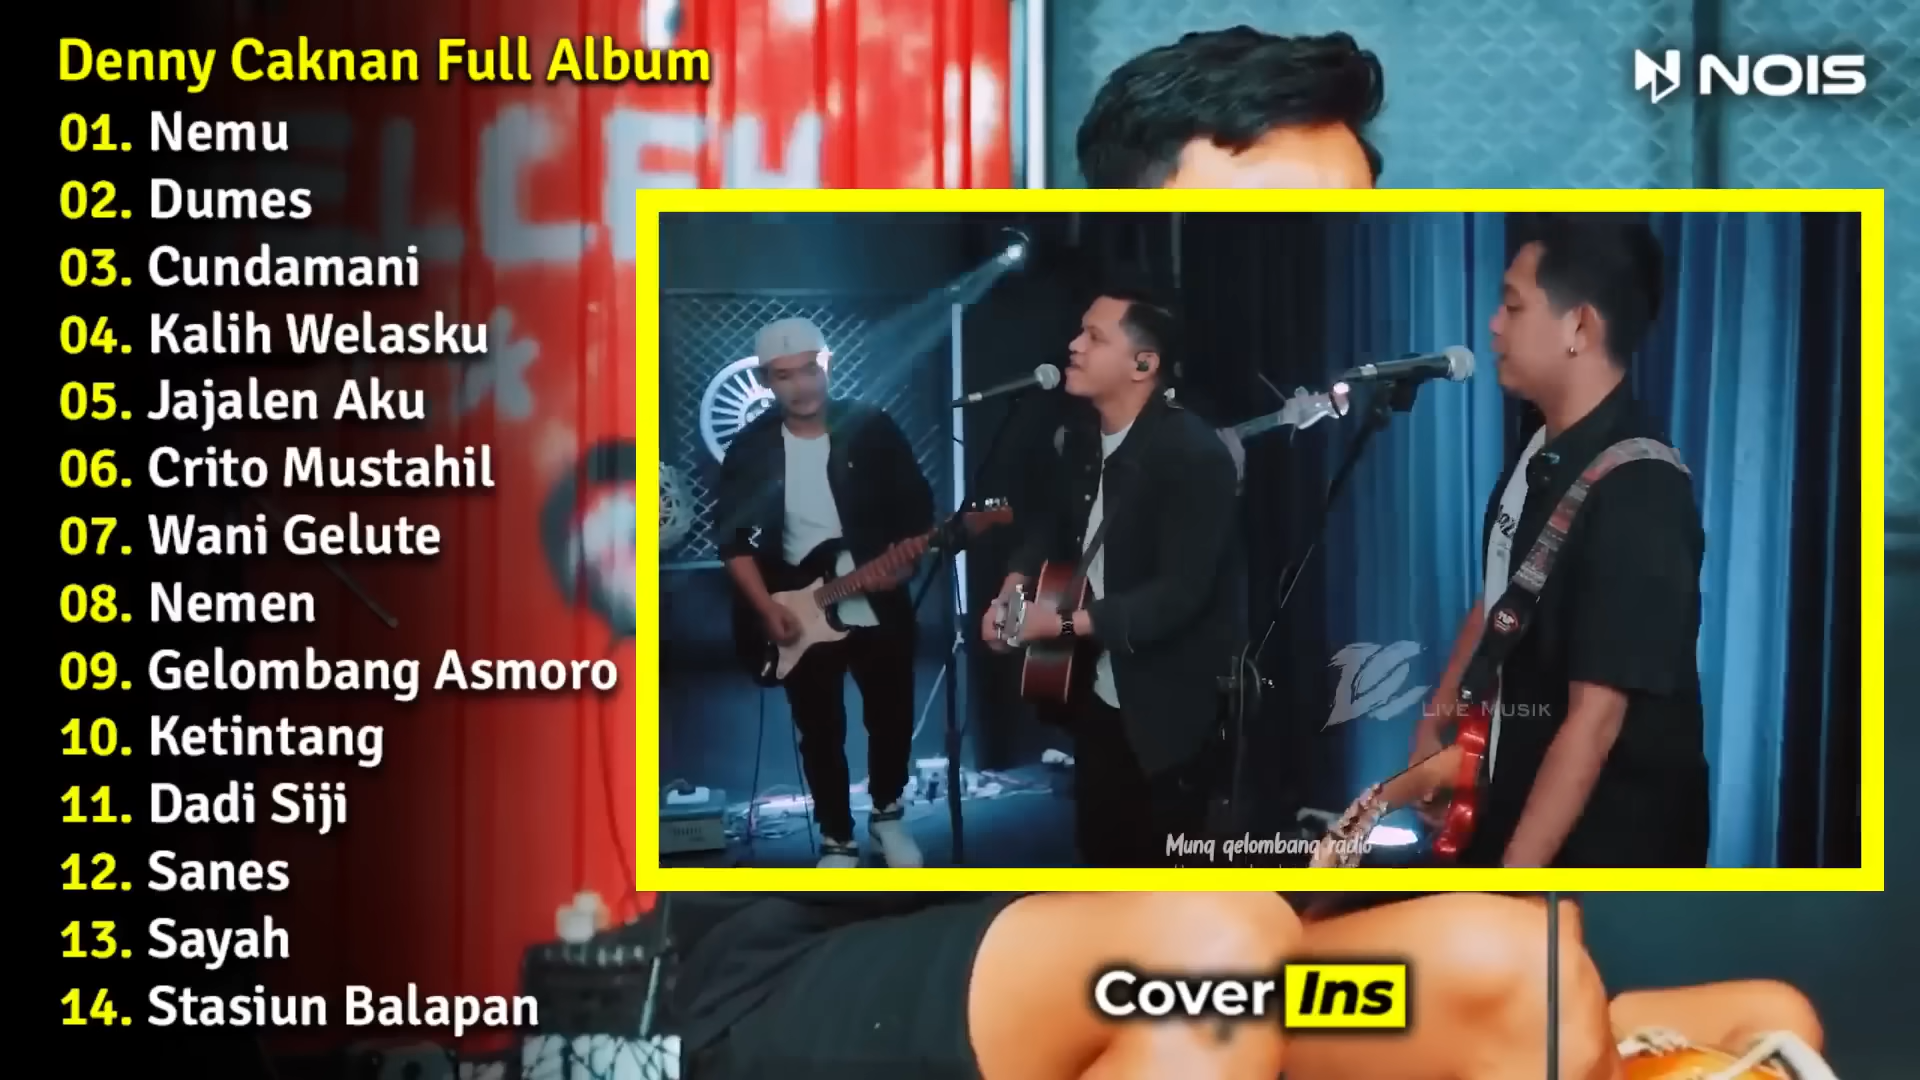 Denny Caknan Full Album
01. Nemu
02. Dumes
03. Cundamani
04. Kalih Welasku
05. Jajalen Aku
06. Crito Mustahil
07. Wani Gelute
08. Nemen
09. Gelombang Asmoro
10. Ketintang
11. Dadi Siji
12. Sanes
13. Sayah
14. Stasiun Balapan
NOIS
DC LIVE MUSIK
Mung gelombang radio
Cover Ins